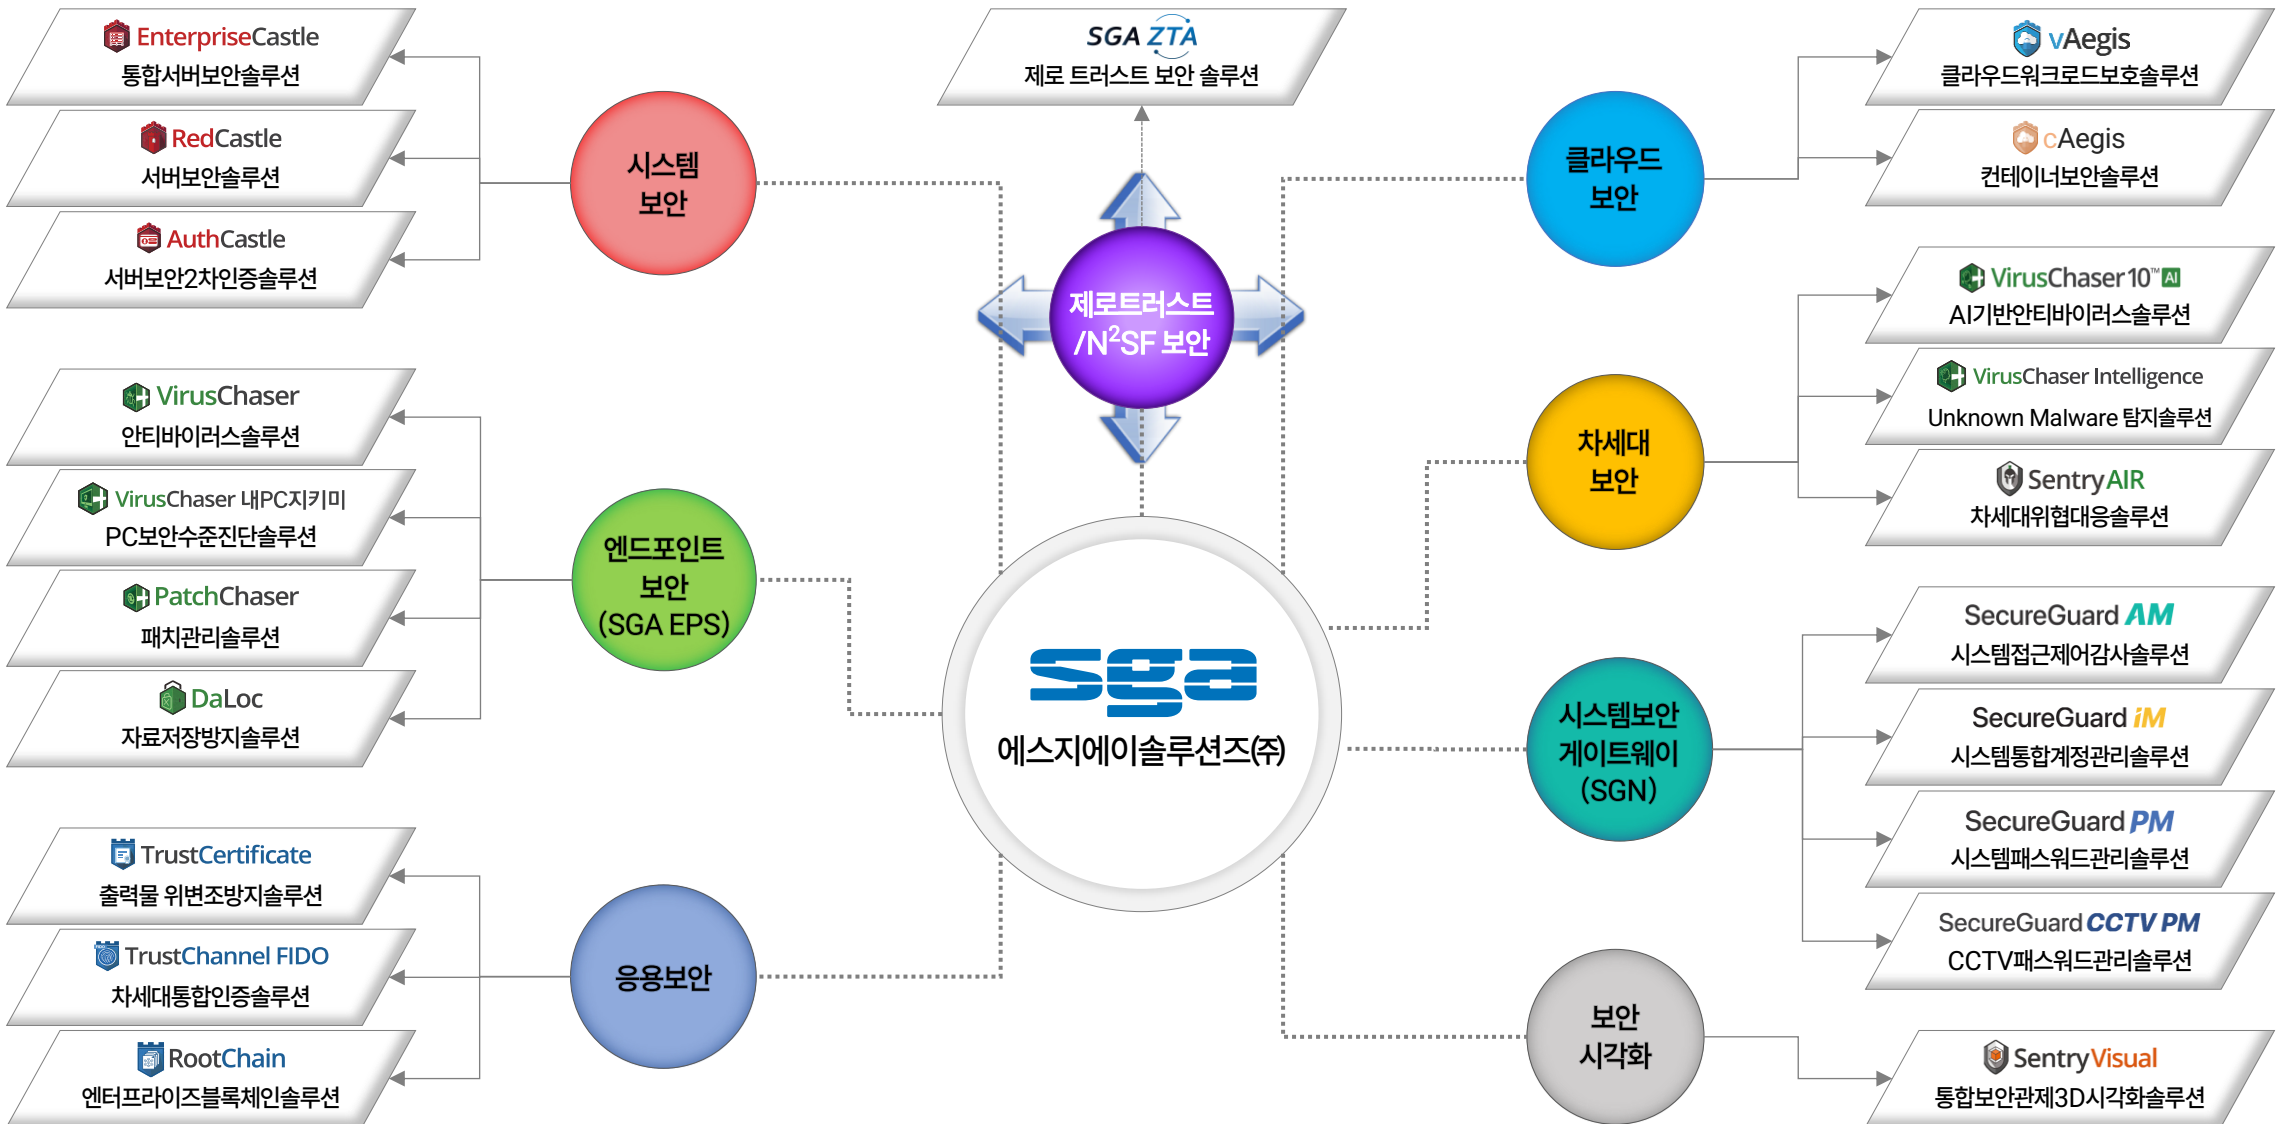 EnterpriseCastle
통합서버보안솔루션
RedCastle
서버보안솔루션
AuthCastle
서버보안2차인증솔루션
시스템
보안
VirusChaser
안티바이러스솔루션
VirusChaser 내PC지키미
PC보안수준진단솔루션
PatchChaser
패치관리솔루션
DaLoc
자료저장방지솔루션
엔드포인트
보안
(SGA EPS)
TrustCertificate
출력물 위변조방지솔루션
TrustChannel FIDO
차세대통합인증솔루션
RootChain
엔터프라이즈블록체인솔루션
응용보안
SGA ZTA
제로 트러스트 보안 솔루션
제로트러스트
/N²SF 보안
sga
에스지에이솔루션즈㈜
클라우드
보안
vAegis
클라우드워크로드보호솔루션
cAegis
컨테이너보안솔루션
차세대
보안
VirusChaser10™ AI
AI기반안티바이러스솔루션
VirusChaser Intelligence
Unknown Malware 탐지솔루션
SentryAIR
차세대위협대응솔루션
시스템보안
게이트웨이
(SGN)
SecureGuard AM
시스템접근제어감사솔루션
SecureGuard iM
시스템통합계정관리솔루션
SecureGuard PM
시스템패스워드관리솔루션
SecureGuard CCTV PM
CCTV패스워드관리솔루션
보안
시각화
SentryVisual
통합보안관제3D시각화솔루션